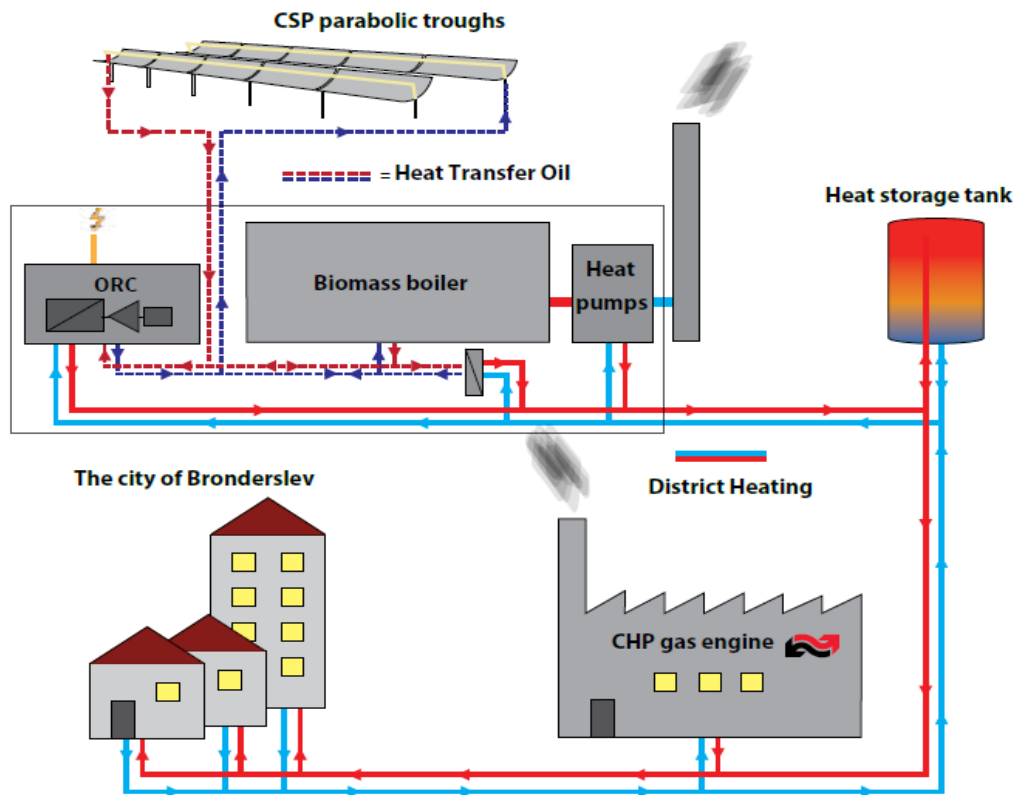 CSP parabolic troughs
= Heat Transfer Oil
Heat storage tank
ORC
Biomass boiler
Heat
pumps
The city of Bronderslev
District Heating
CHP gas engine